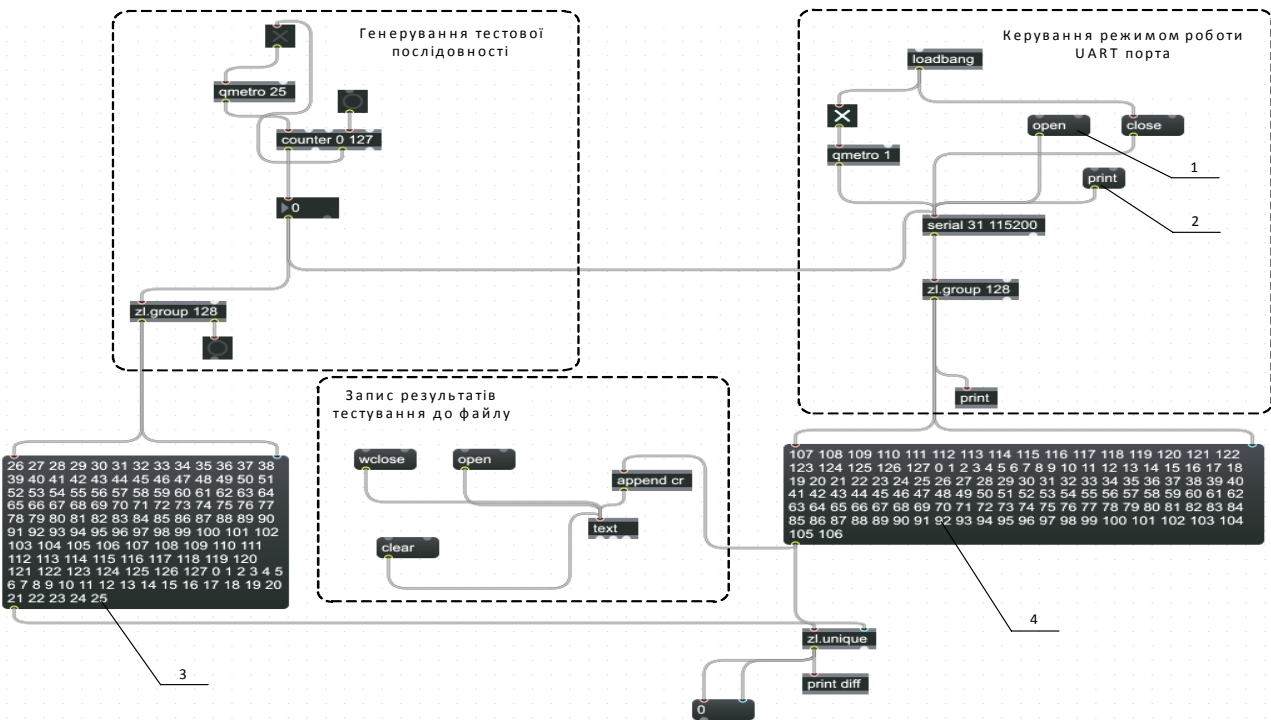 Генерування тестової
послідовності
qmetro 25
counter 0 127
0
zl.group 128
Керування режимом роботи
UART порта
loadbang
open
close
qmetro 1
print
1
2
serial 31 115200
zl.group 128
print
Запис результатів
тестування до файлу
wclose
open
append cr
text
clear
26 27 28 29 30 31 32 33 34 35 36 37 38
39 40 41 42 43 44 45 46 47 48 49 50 51
52 53 54 55 56 57 58 59 60 61 62 63 64
65 66 67 68 69 70 71 72 73 74 75 76 77
78 79 80 81 82 83 84 85 86 87 88 89 90
91 92 93 94 95 96 97 98 99 100 101 102
103 104 105 106 107 108 109 110 111
112 113 114 115 116 117 118 119 120
121 122 123 124 125 126 127 0 1 2 3 4 5
6 7 8 9 10 11 12 13 14 15 16 17 18 19 20
21 22 23 24 25
3
107 108 109 110 111 112 113 114 115 116 117 118 119 120 121 122
123 124 125 126 127 0 1 2 3 4 5 6 7 8 9 10 11 12 13 14 15 16 17 18
19 20 21 22 23 24 25 26 27 28 29 30 31 32 33 34 35 36 37 38 39 40
41 42 43 44 45 46 47 48 49 50 51 52 53 54 55 56 57 58 59 60 61 62
63 64 65 66 67 68 69 70 71 72 73 74 75 76 77 78 79 80 81 82 83 84
85 86 87 88 89 90 91 92 93 94 95 96 97 98 99 100 101 102 103 104
105 106
4
zl.unique
print diff
0